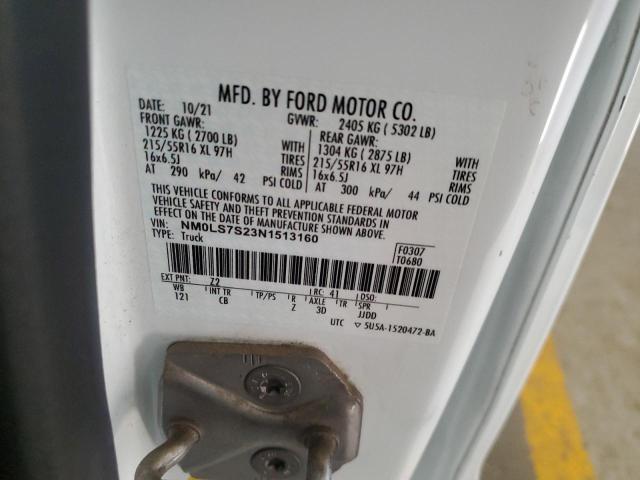 MFD. BY FORD MOTOR CO.
DATE: 10/21 GVWR: 2405 KG ( 5302 LB)
FRONT GAWR: REAR GAWR:
1225 KG ( 2700 LB) WITH 1304 KG ( 2875 LB) WITH
215/55R16 XL 97H TIRES 215/55R16 XL 97H TIRES
16x6.5J RIMS 16x6.5J RIMS
AT 290 kPa/ 42 PSI COLD AT 300 kPa/ 44 PSI COLD
THIS VEHICLE CONFORMS TO ALL APPLICABLE FEDERAL MOTOR
VEHICLE SAFETY AND THEFT PREVENTION STANDARDS IN
EFFECT ON THE DATE OF MANUFACTURE SHOWN ABOVE.
VIN: NM0LS7S23N1513160
TYPE: Truck
F0307
T0680
EXT PNT: Z2 RC: 41 DSO:
WB INT TR TP/PS R AXLE TR SPR
121 CB Z 3D JJDD
UTC ▽ 5U5A-1520472-BA